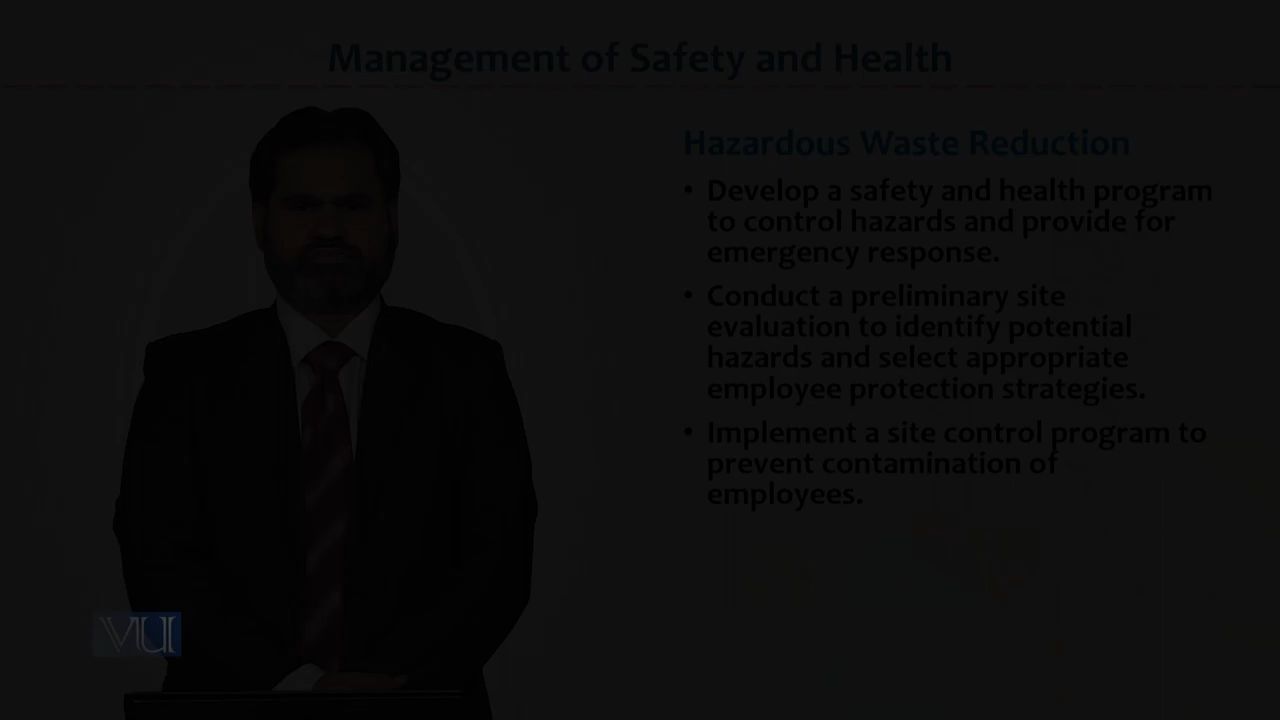 Management of Safety and Health
Hazardous Waste Reduction
• Develop a safety and health program
to control hazards and provide for
emergency response.
• Conduct a preliminary site
evaluation to identify potential
hazards and select appropriate
employee protection strategies.
• Implement a site control program to
prevent contamination of
employees.
VU